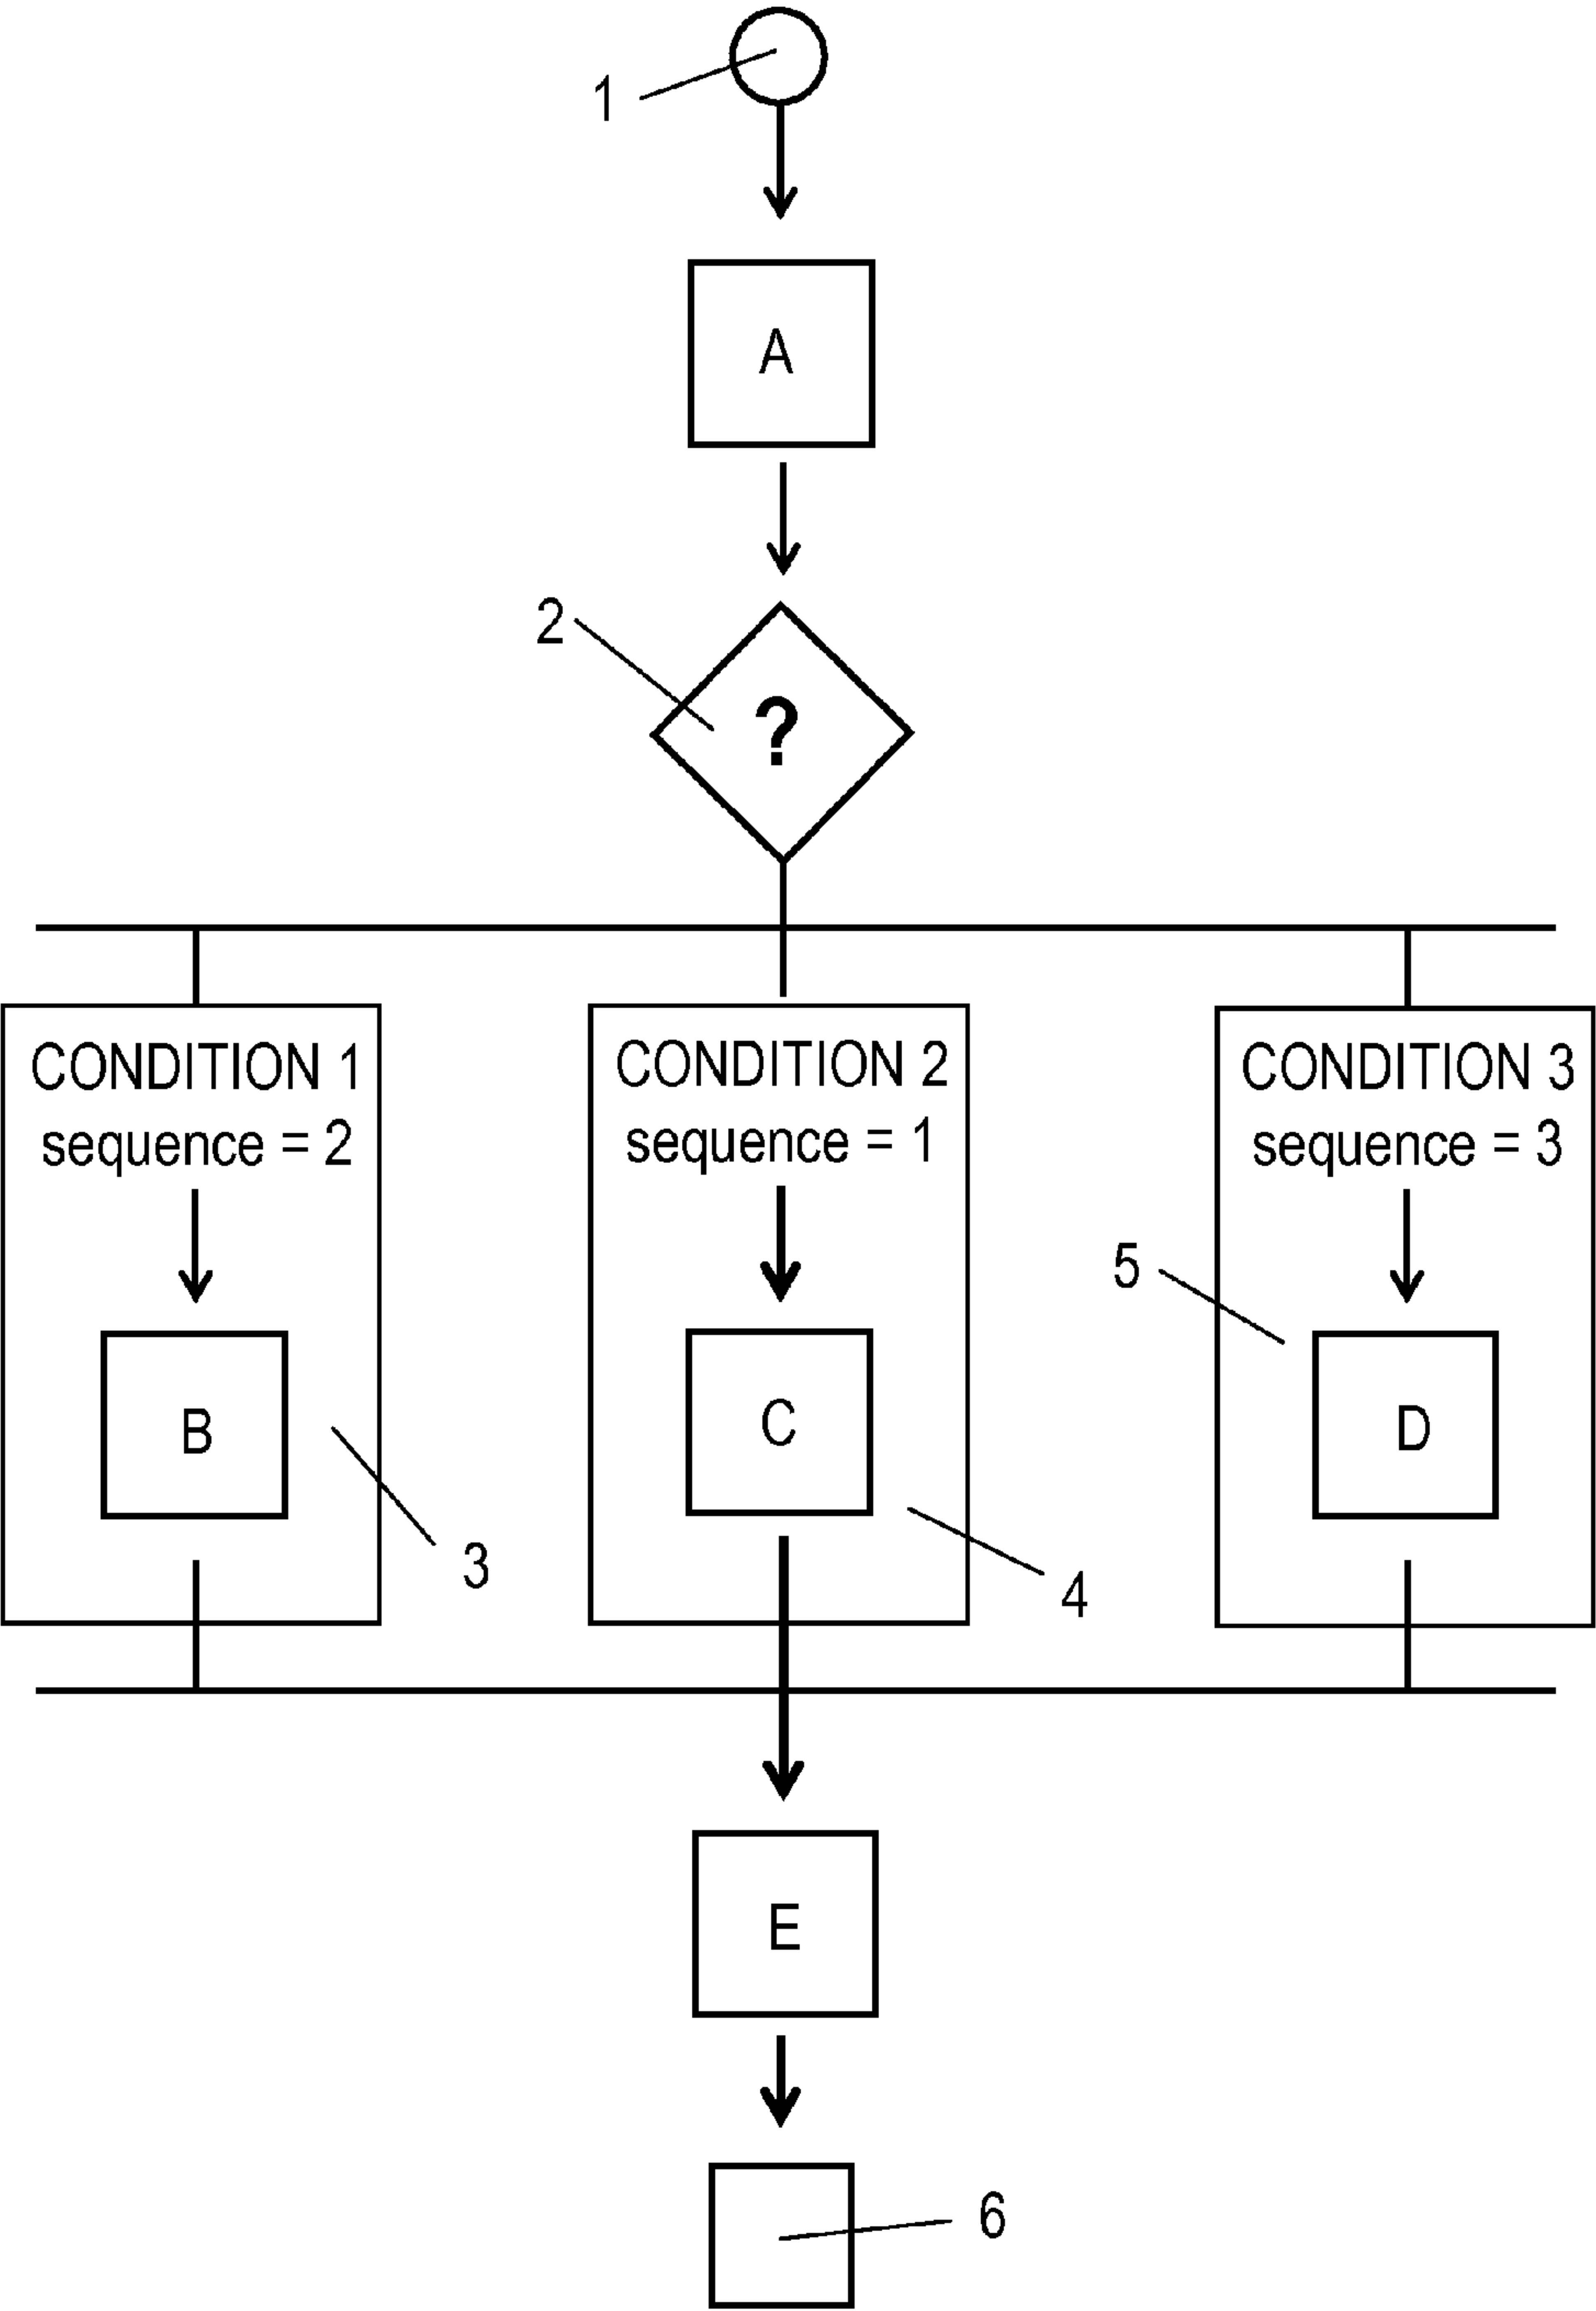 1
A
2
?
CONDITION 1
sequence = 2
CONDITION 2
sequence = 1
CONDITION 3
sequence = 3
5
B
C
D
3
4
E
6